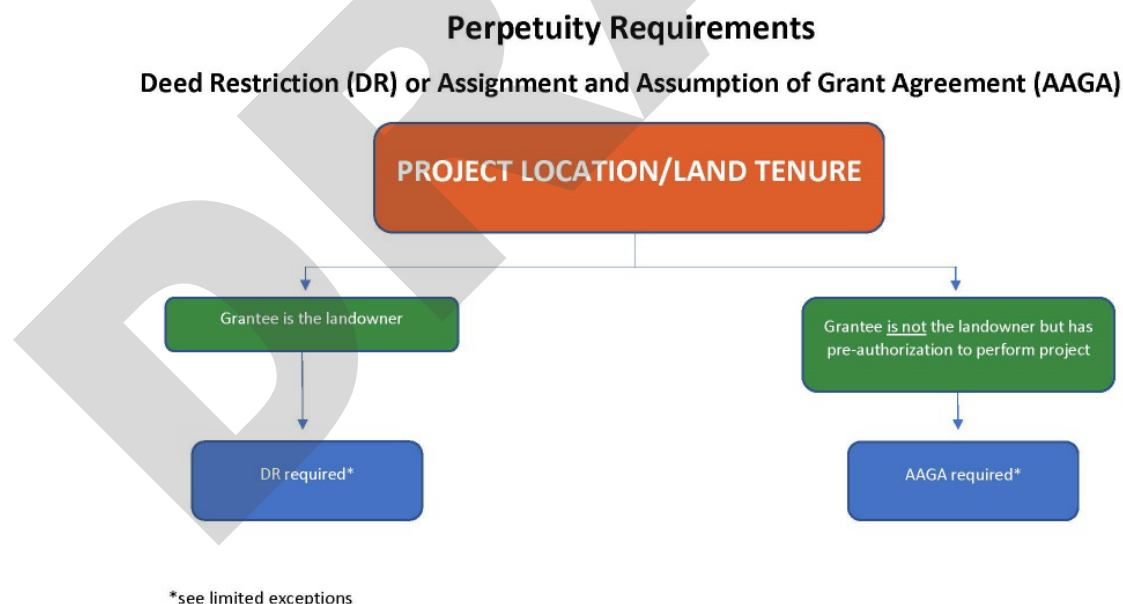 Perpetuity Requirements
Deed Restriction (DR) or Assignment and Assumption of Grant Agreement (AAGA)
PROJECT LOCATION/LAND TENURE
Grantee is the landowner
Grantee is not the landowner but has
pre-authorization to perform project
DR required*
AAGA required*
*see limited exceptions